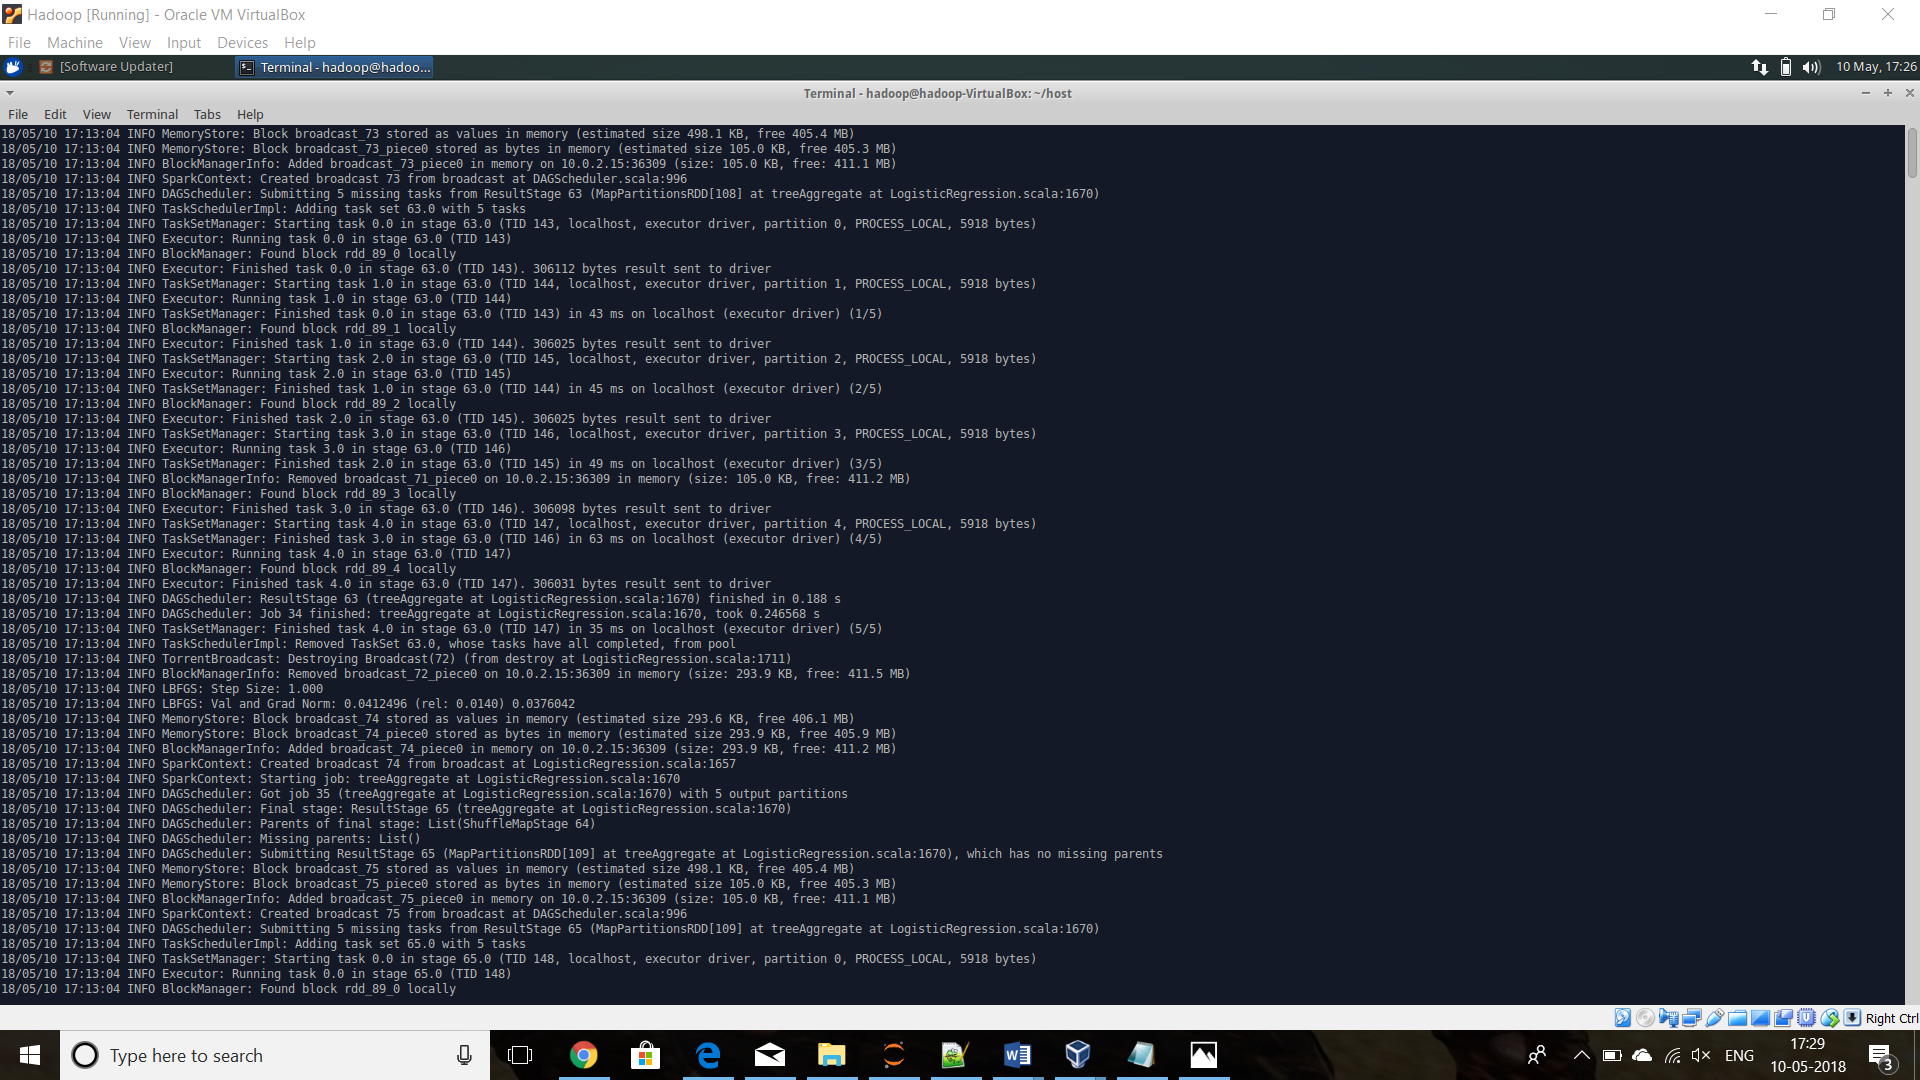 Hadoop [Running] - Oracle VM VirtualBox
File Machine View Input Devices Help
[Software Updater] Terminal - hadoop@hadoo... 10 May, 17:26
Terminal - hadoop@hadoop-VirtualBox: ~/host
File Edit View Terminal Tabs Help
18/05/10 17:13:04 INFO MemoryStore: Block broadcast_73 stored as values in memory (estimated size 498.1 KB, free 405.4 MB)
18/05/10 17:13:04 INFO MemoryStore: Block broadcast_73_piece0 stored as bytes in memory (estimated size 105.0 KB, free 405.3 MB)
18/05/10 17:13:04 INFO BlockManagerInfo: Added broadcast_73_piece0 in memory on 10.0.2.15:36309 (size: 105.0 KB, free: 411.1 MB)
18/05/10 17:13:04 INFO SparkContext: Created broadcast 73 from broadcast at DAGScheduler.scala:996
18/05/10 17:13:04 INFO DAGScheduler: Submitting 5 missing tasks from ResultStage 63 (MapPartitionsRDD[108] at treeAggregate at LogisticRegression.scala:1670)
18/05/10 17:13:04 INFO TaskSchedulerImpl: Adding task set 63.0 with 5 tasks
18/05/10 17:13:04 INFO TaskSetManager: Starting task 0.0 in stage 63.0 (TID 143, localhost, executor driver, partition 0, PROCESS_LOCAL, 5918 bytes)
18/05/10 17:13:04 INFO Executor: Running task 0.0 in stage 63.0 (TID 143)
18/05/10 17:13:04 INFO BlockManager: Found block rdd_89_0 locally
18/05/10 17:13:04 INFO Executor: Finished task 0.0 in stage 63.0 (TID 143). 306112 bytes result sent to driver
18/05/10 17:13:04 INFO TaskSetManager: Starting task 1.0 in stage 63.0 (TID 144, localhost, executor driver, partition 1, PROCESS_LOCAL, 5918 bytes)
18/05/10 17:13:04 INFO Executor: Running task 1.0 in stage 63.0 (TID 144)
18/05/10 17:13:04 INFO TaskSetManager: Finished task 0.0 in stage 63.0 (TID 143) in 43 ms on localhost (executor driver) (1/5)
18/05/10 17:13:04 INFO BlockManager: Found block rdd_89_1 locally
18/05/10 17:13:04 INFO Executor: Finished task 1.0 in stage 63.0 (TID 144). 306025 bytes result sent to driver
18/05/10 17:13:04 INFO TaskSetManager: Starting task 2.0 in stage 63.0 (TID 145, localhost, executor driver, partition 2, PROCESS_LOCAL, 5918 bytes)
18/05/10 17:13:04 INFO Executor: Running task 2.0 in stage 63.0 (TID 145)
18/05/10 17:13:04 INFO TaskSetManager: Finished task 1.0 in stage 63.0 (TID 144) in 45 ms on localhost (executor driver) (2/5)
18/05/10 17:13:04 INFO BlockManager: Found block rdd_89_2 locally
18/05/10 17:13:04 INFO Executor: Finished task 2.0 in stage 63.0 (TID 145). 306025 bytes result sent to driver
18/05/10 17:13:04 INFO TaskSetManager: Starting task 3.0 in stage 63.0 (TID 146, localhost, executor driver, partition 3, PROCESS_LOCAL, 5918 bytes)
18/05/10 17:13:04 INFO Executor: Running task 3.0 in stage 63.0 (TID 146)
18/05/10 17:13:04 INFO TaskSetManager: Finished task 2.0 in stage 63.0 (TID 145) in 49 ms on localhost (executor driver) (3/5)
18/05/10 17:13:04 INFO BlockManagerInfo: Removed broadcast_71_piece0 on 10.0.2.15:36309 in memory (size: 105.0 KB, free: 411.2 MB)
18/05/10 17:13:04 INFO BlockManager: Found block rdd_89_3 locally
18/05/10 17:13:04 INFO Executor: Finished task 3.0 in stage 63.0 (TID 146). 306098 bytes result sent to driver
18/05/10 17:13:04 INFO TaskSetManager: Starting task 4.0 in stage 63.0 (TID 147, localhost, executor driver, partition 4, PROCESS_LOCAL, 5918 bytes)
18/05/10 17:13:04 INFO TaskSetManager: Finished task 3.0 in stage 63.0 (TID 146) in 63 ms on localhost (executor driver) (4/5)
18/05/10 17:13:04 INFO Executor: Running task 4.0 in stage 63.0 (TID 147)
18/05/10 17:13:04 INFO BlockManager: Found block rdd_89_4 locally
18/05/10 17:13:04 INFO Executor: Finished task 4.0 in stage 63.0 (TID 147). 306031 bytes result sent to driver
18/05/10 17:13:04 INFO DAGScheduler: ResultStage 63 (treeAggregate at LogisticRegression.scala:1670) finished in 0.188 s
18/05/10 17:13:04 INFO DAGScheduler: Job 34 finished: treeAggregate at LogisticRegression.scala:1670, took 0.246568 s
18/05/10 17:13:04 INFO TaskSetManager: Finished task 4.0 in stage 63.0 (TID 147) in 35 ms on localhost (executor driver) (5/5)
18/05/10 17:13:04 INFO TaskSchedulerImpl: Removed TaskSet 63.0, whose tasks have all completed, from pool
18/05/10 17:13:04 INFO TorrentBroadcast: Destroying Broadcast(72) (from destroy at LogisticRegression.scala:1711)
18/05/10 17:13:04 INFO BlockManagerInfo: Removed broadcast_72_piece0 on 10.0.2.15:36309 in memory (size: 293.9 KB, free: 411.5 MB)
18/05/10 17:13:04 INFO LBFGS: Step Size: 1.000
18/05/10 17:13:04 INFO LBFGS: Val and Grad Norm: 0.0412496 (rel: 0.0140) 0.0376042
18/05/10 17:13:04 INFO MemoryStore: Block broadcast_74 stored as values in memory (estimated size 293.6 KB, free 406.1 MB)
18/05/10 17:13:04 INFO MemoryStore: Block broadcast_74_piece0 stored as bytes in memory (estimated size 293.9 KB, free 405.9 MB)
18/05/10 17:13:04 INFO BlockManagerInfo: Added broadcast_74_piece0 in memory on 10.0.2.15:36309 (size: 293.9 KB, free: 411.2 MB)
18/05/10 17:13:04 INFO SparkContext: Created broadcast 74 from broadcast at LogisticRegression.scala:1657
18/05/10 17:13:04 INFO SparkContext: Starting job: treeAggregate at LogisticRegression.scala:1670
18/05/10 17:13:04 INFO DAGScheduler: Got job 35 (treeAggregate at LogisticRegression.scala:1670) with 5 output partitions
18/05/10 17:13:04 INFO DAGScheduler: Final stage: ResultStage 65 (treeAggregate at LogisticRegression.scala:1670)
18/05/10 17:13:04 INFO DAGScheduler: Parents of final stage: List(ShuffleMapStage 64)
18/05/10 17:13:04 INFO DAGScheduler: Missing parents: List()
18/05/10 17:13:04 INFO DAGScheduler: Submitting ResultStage 65 (MapPartitionsRDD[109] at treeAggregate at LogisticRegression.scala:1670), which has no missing parents
18/05/10 17:13:04 INFO MemoryStore: Block broadcast_75 stored as values in memory (estimated size 498.1 KB, free 405.4 MB)
18/05/10 17:13:04 INFO MemoryStore: Block broadcast_75_piece0 stored as bytes in memory (estimated size 105.0 KB, free 405.3 MB)
18/05/10 17:13:04 INFO BlockManagerInfo: Added broadcast_75_piece0 in memory on 10.0.2.15:36309 (size: 105.0 KB, free: 411.1 MB)
18/05/10 17:13:04 INFO SparkContext: Created broadcast 75 from broadcast at DAGScheduler.scala:996
18/05/10 17:13:04 INFO DAGScheduler: Submitting 5 missing tasks from ResultStage 65 (MapPartitionsRDD[109] at treeAggregate at LogisticRegression.scala:1670)
18/05/10 17:13:04 INFO TaskSchedulerImpl: Adding task set 65.0 with 5 tasks
18/05/10 17:13:04 INFO TaskSetManager: Starting task 0.0 in stage 65.0 (TID 148, localhost, executor driver, partition 0, PROCESS_LOCAL, 5918 bytes)
18/05/10 17:13:04 INFO Executor: Running task 0.0 in stage 65.0 (TID 148)
18/05/10 17:13:04 INFO BlockManager: Found block rdd_89_0 locally
Right Ctrl
Type here to search
ENG
17:29
10-05-2018
3